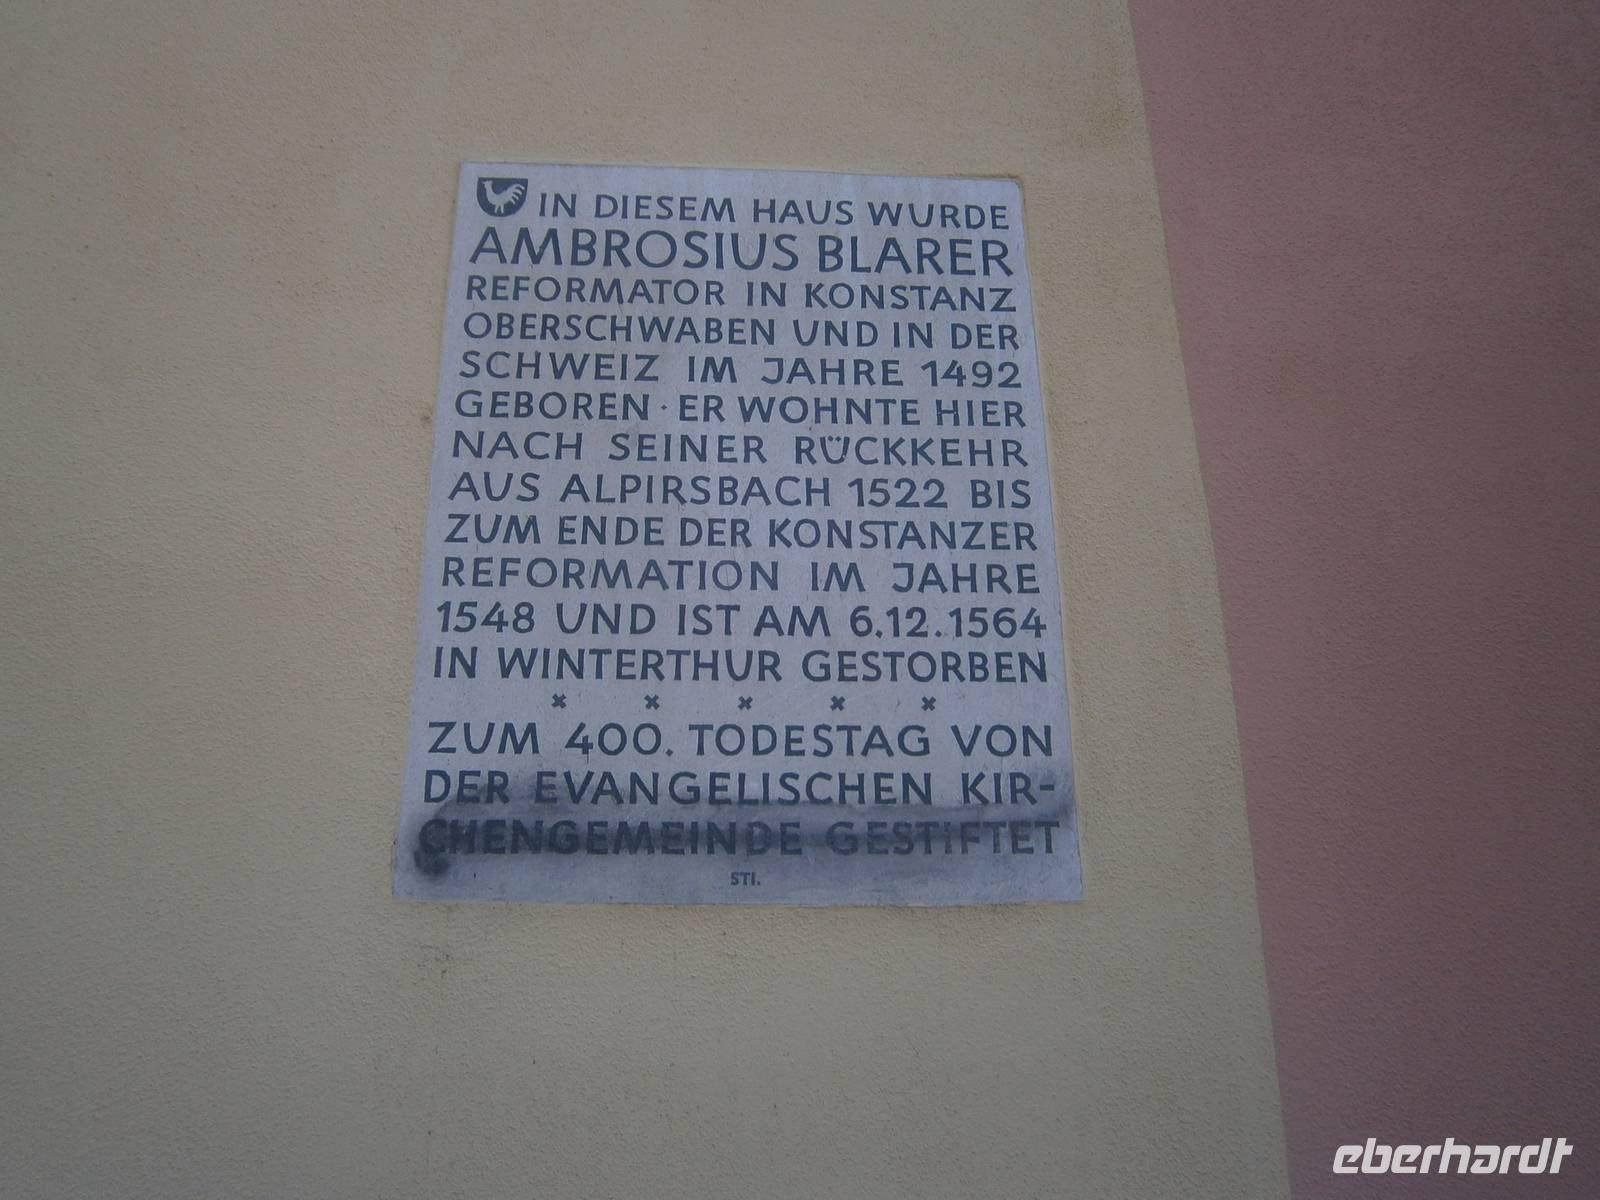 IN DIESEM HAUS WURDE
AMBROSIUS BLARER
REFORMATOR IN KONSTANZ
OBERSCHWABEN UND IN DER
SCHWEIZ IM JAHRE 1492
GEBOREN · ER WOHNTE HIER
NACH SEINER RÜCKKEHR
AUS ALPIRSBACH 1522 BIS
ZUM ENDE DER KONSTANZER
REFORMATION IM JAHRE
1548 UND IST AM 6.12.1564
IN WINTERTHUR GESTORBEN
× × × × ×
ZUM 400. TODESTAG VON
DER EVANGELISCHEN KIR-
CHENGEMEINDE GESTIFTET
STI.
eberhardt